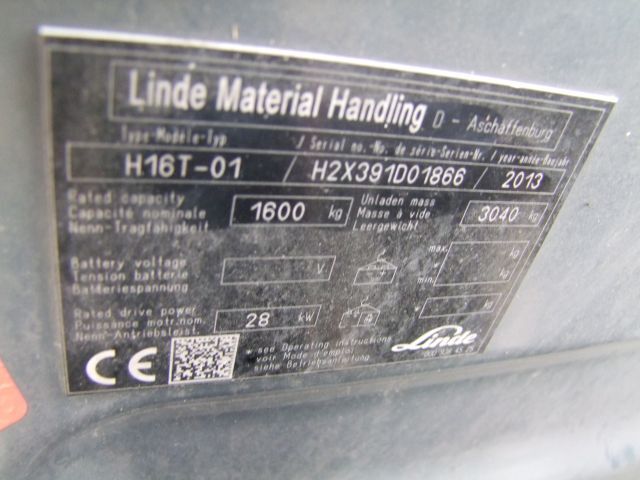 Linde Material Handling D - Aschaffenburg
Type-Modele-Typ / Serial no.-No. de série-Serien-Nr. / year-année-Baujahr
H16T-01 / H2X391D01866 / 2013
Rated capacity
Capacité nominale
Nenn-Tragfähigkeit
1600 kg
Unladen mass
Masse à vide
Leergewicht
3040 kg
Battery voltage
Tension batterie
Batteriespannung
V
max. kg
min. kg
Rated drive power
Puissance motr.nom.
Nenn-Antriebsleist.
28 kW
* kg
CE
* see Operating instructions
voir Mode d'emploi
siehe Betriebsanleitung
Linde